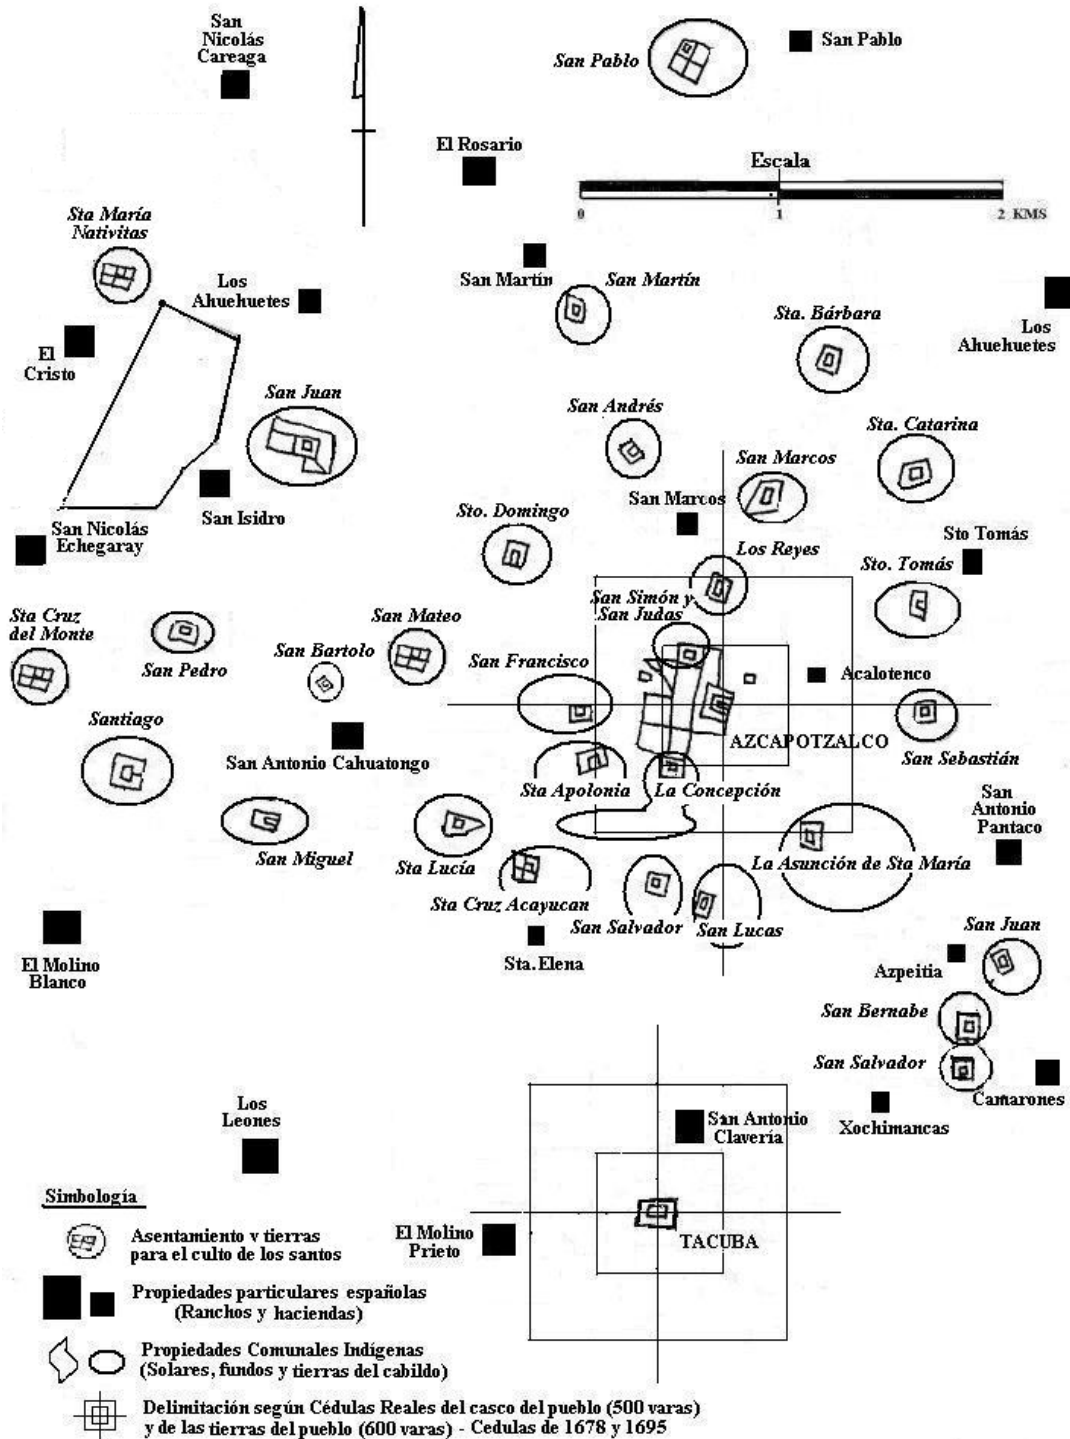 San
Nicolás
Careaga
San Pablo
San Pablo
El Rosario
Escala
0 1 2 KMS
Sta María
Nativitas
Los
Ahuehuetes
San Martín
San Martín
Sta. Bárbara
Los
Ahuehuetes
El
Cristo
San Juan
San Andrés
Sta. Catarina
San Marcos
San Marcos
San Isidro
Sto. Domingo
San Nicolás
Echegaray
Los Reyes
Sto Tomás
Sto. Tomás
San Simón y
San Judas
Sta Cruz
del Monte
San Pedro
San Mateo
San Bartolo
San Francisco
Acalotenco
Santiago
San Antonio Cahuatongo
AZCAPOTZALCO
San Sebastián
Sta Apolonia
La Concepción
San
Antonio
Pantaco
San Miguel
Sta Lucía
La Asunción de Sta María
Sta Cruz Acayucan
San Salvador
San Lucas
San Juan
El Molino
Blanco
Sta. Elena
Azpeitia
San Bernabe
San Salvador
Camarones
Xochimancas
Los
Leones
San Antonio
Clavería
El Molino
Prieto
TACUBA
Simbología
Asentamiento y tierras
para el culto de los santos
Propiedades particulares españolas
(Ranchos y haciendas)
Propiedades Comunales Indígenas
(Solares, fundos y tierras del cabildo)
Delimitación según Cédulas Reales del casco del pueblo (500 varas)
y de las tierras del pueblo (600 varas) - Cedulas de 1678 y 1695